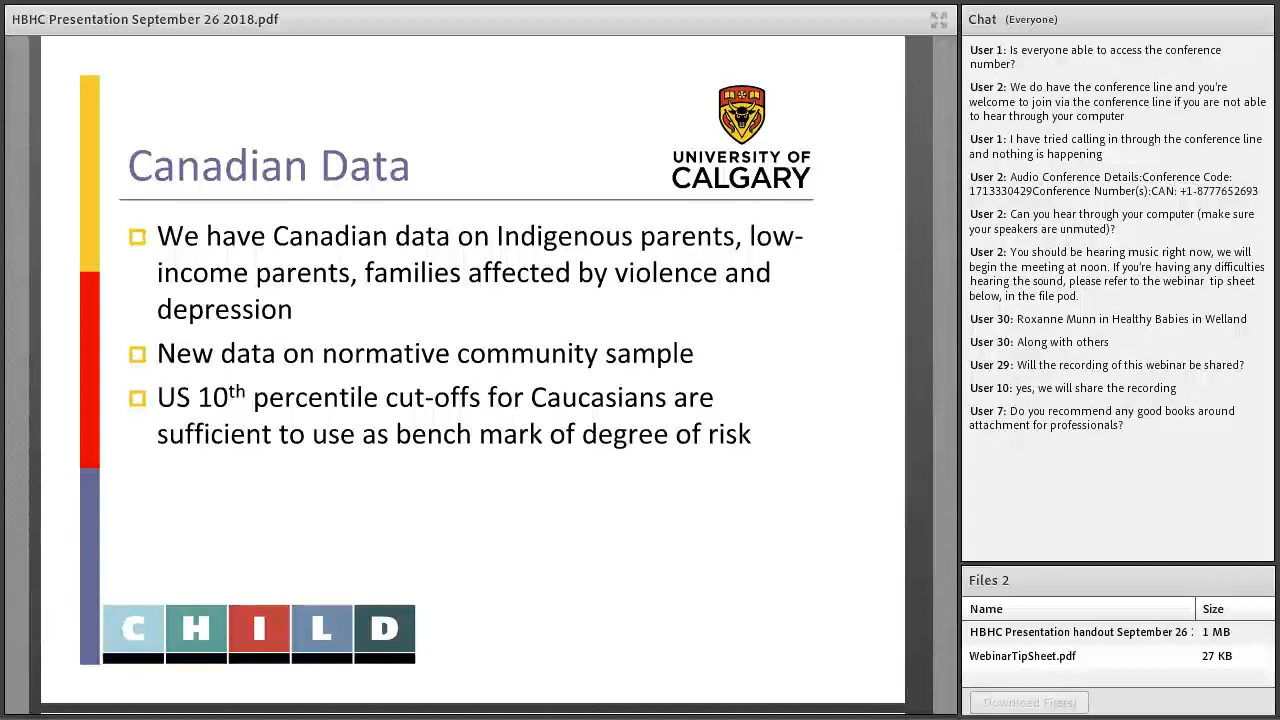 HBHC Presentation September 26 2018.pdf
UNIVERSITY OF
CALGARY
Canadian Data
We have Canadian data on Indigenous parents, low-
income parents, families affected by violence and
depression
New data on normative community sample
US 10th percentile cut-offs for Caucasians are
sufficient to use as bench mark of degree of risk
C H I L D
Chat (Everyone)
User 1: Is everyone able to access the conference
number?
User 2: We do have the conference line and you're
welcome to join via the conference line if you are not able
to hear through your computer
User 1: I have tried calling in through the conference line
and nothing is happening
User 2: Audio Conference Details:Conference Code:
1713330429Conference Number(s):CAN: +1-8777652693
User 2: Can you hear through your computer (make sure
your speakers are unmuted)?
User 2: You should be hearing music right now, we will
begin the meeting at noon. If you're having any difficulties
hearing the sound, please refer to the webinar tip sheet
below, in the file pod.
User 30: Roxanne Munn in Healthy Babies in Welland
User 30: Along with others
User 29: Will the recording of this webinar be shared?
User 10: yes, we will share the recording
User 7: Do you recommend any good books around
attachment for professionals?
Files 2
Name Size
HBHC Presentation handout September 26 1 MB
WebinarTipSheet.pdf 27 KB
Download File(s)